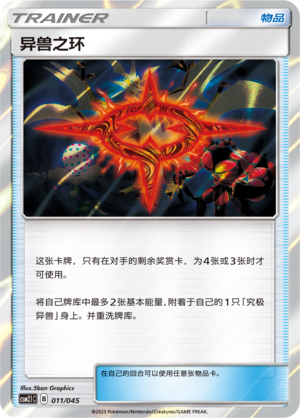 TRAINER 物品
异兽之环
这张卡牌，只有在对手的剩余奖赏卡，为4张或3张时才
可使用。
将自己牌库中最多2张基本能量，附着于自己的1只「究极
异兽」身上。并重洗牌库。
Illus.5ban Graphics
在自己的回合可以使用任意张物品卡。
CSM2.1 C B 011/045
©2023 Pokémon/Nintendo/Creatures/GAME FREAK.